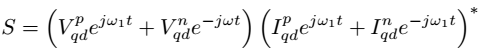 $S = \left( V_{qd}^{p} e^{j\omega_1 t} + V_{qd}^{n} e^{-j\omega t} \right) \left( I_{qd}^{p} e^{j\omega_1 t} + I_{qd}^{n} e^{-j\omega_1 t} \right)^{*}$